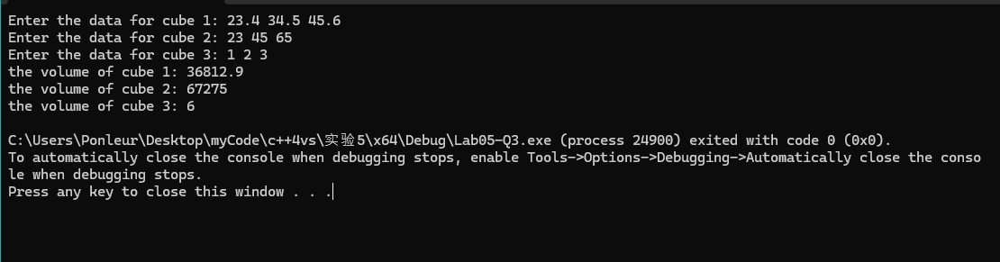 Enter the data for cube 1: 23.4 34.5 45.6
Enter the data for cube 2: 23 45 65
Enter the data for cube 3: 1 2 3
the volume of cube 1: 36812.9
the volume of cube 2: 67275
the volume of cube 3: 6
C:\Users\Ponleur\Desktop\myCode\c++4vs\实验5\x64\Debug\Lab05-Q3.exe (process 24900) exited with code 0 (0x0).
To automatically close the console when debugging stops, enable Tools->Options->Debugging->Automatically close the conso
le when debugging stops.
Press any key to close this window . . .